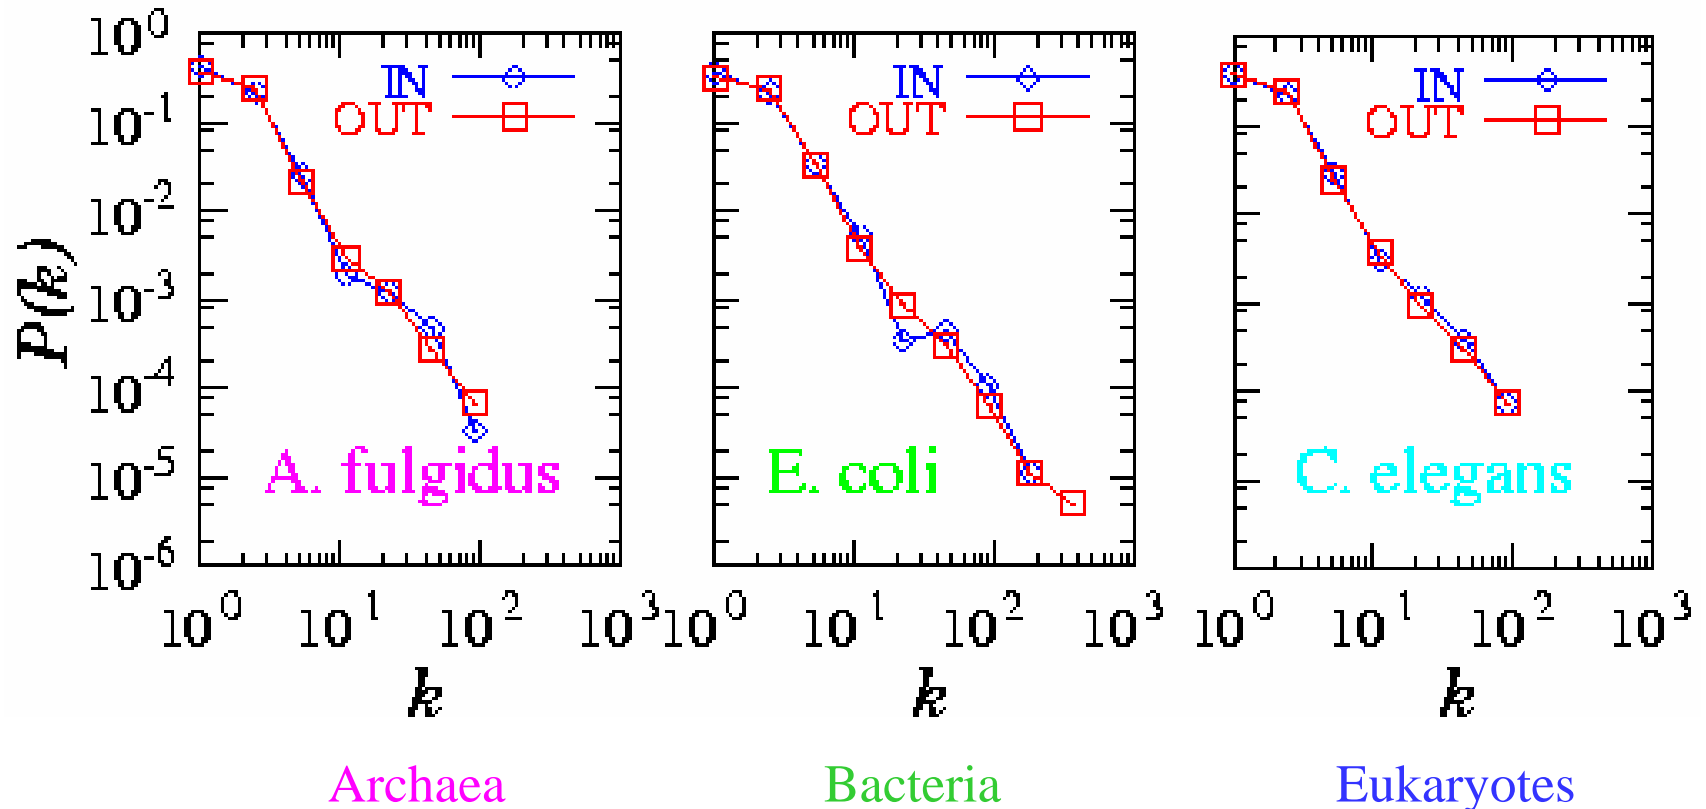 10^0
10^-1
10^-2
10^-3
10^-4
10^-5
10^-6
P(k)
IN
OUT
A. fulgidus
10^0 10^1 10^2 10^3
k
Archaea
IN
OUT
E. coli
10^0 10^1 10^2 10^3
k
Bacteria
IN
OUT
C. elegans
10^0 10^1 10^2 10^3
k
Eukaryotes